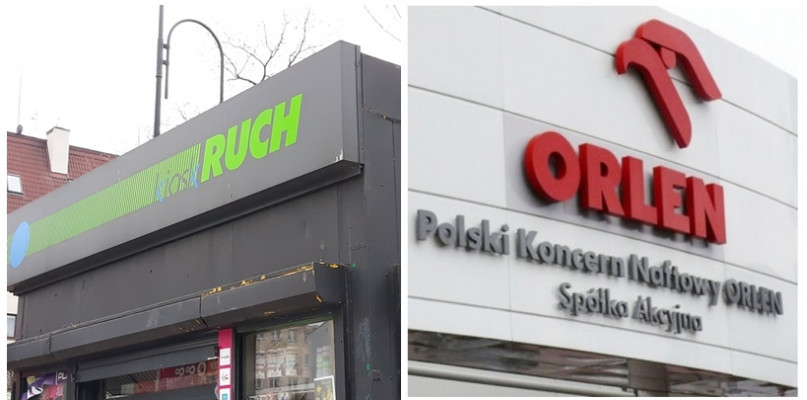 kiosk RUCH
ORLEN
Polski Koncern Naftowy ORLEN
Spółka Akcyjna